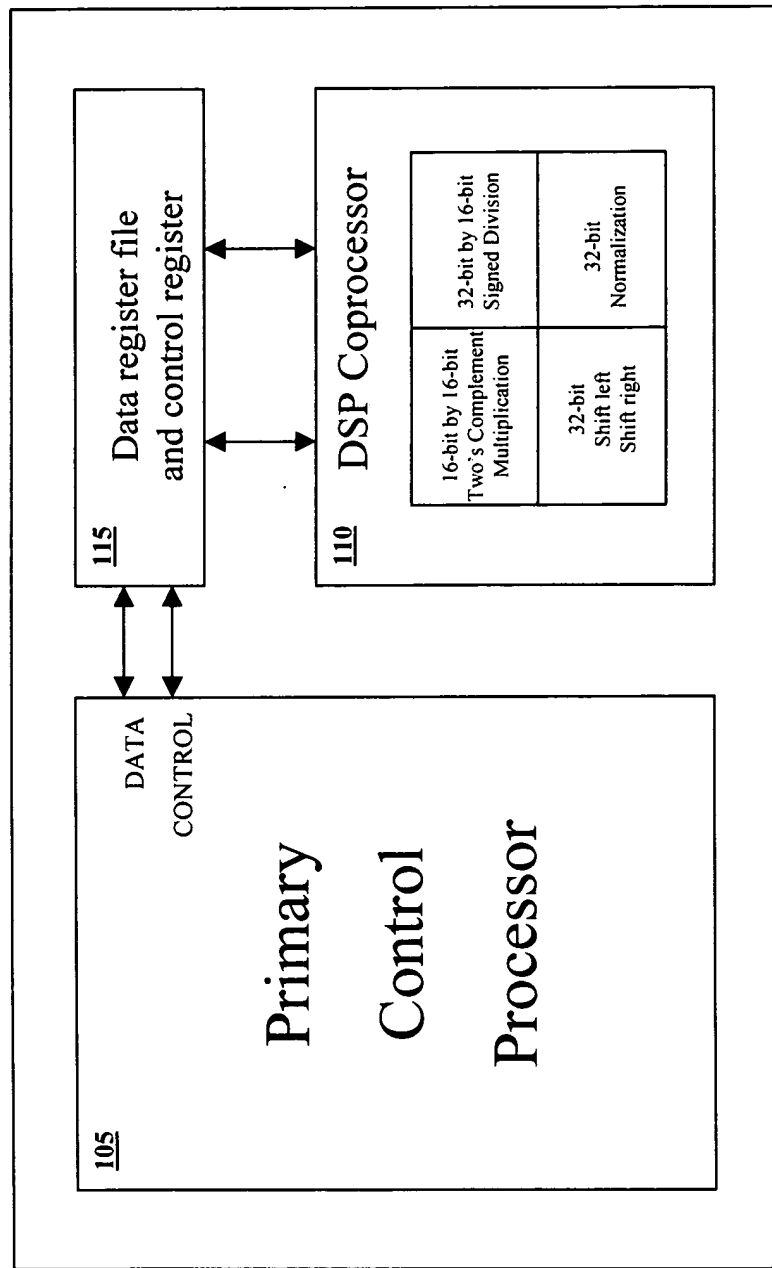 105
Primary
Control
Processor
DATA
CONTROL
115
Data register file
and control register
110
DSP Coprocessor
16-bit by 16-bit
Two's Complement
Multiplication
32-bit by 16-bit
Signed Division
32-bit
Shift left
Shift right
32-bit
Normalization